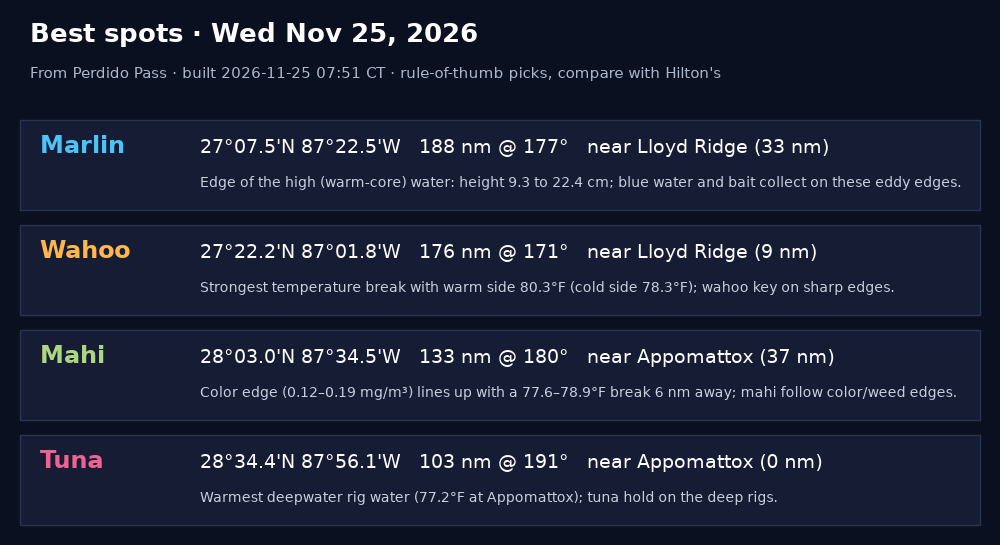 Best spots · Wed Nov 25, 2026
From Perdido Pass · built 2026-11-25 07:51 CT · rule-of-thumb picks, compare with Hilton's
Marlin
27°07.5'N 87°22.5'W   188 nm @ 177°   near Lloyd Ridge (33 nm)
Edge of the high (warm-core) water: height 9.3 to 22.4 cm; blue water and bait collect on these eddy edges.
Wahoo
27°22.2'N 87°01.8'W   176 nm @ 171°   near Lloyd Ridge (9 nm)
Strongest temperature break with warm side 80.3°F (cold side 78.3°F); wahoo key on sharp edges.
Mahi
28°03.0'N 87°34.5'W   133 nm @ 180°   near Appomattox (37 nm)
Color edge (0.12–0.19 mg/m³) lines up with a 77.6–78.9°F break 6 nm away; mahi follow color/weed edges.
Tuna
28°34.4'N 87°56.1'W   103 nm @ 191°   near Appomattox (0 nm)
Warmest deepwater rig water (77.2°F at Appomattox); tuna hold on the deep rigs.